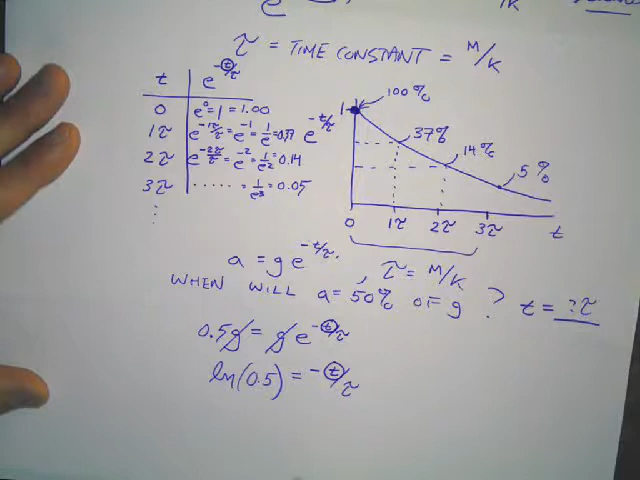 e /K
τ = TIME CONSTANT = M/K
t e^-t/τ
0 e^0 = 1 = 1.00
1τ e^-1τ/τ = e^-1 = 1/e = 0.37
2τ e^-2τ/τ = e^-2 = 1/e^2 = 0.14
3τ ...... = 1/e^3 = 0.05
e^-t/τ
1 100%
37%
14%
5%
0 1τ 2τ 3τ t
a = g e^-t/τ, τ = M/K
WHEN WILL a = 50% OF g ? t = ?τ
0.5g = g e^-t/τ
ln(0.5) = -t/τ